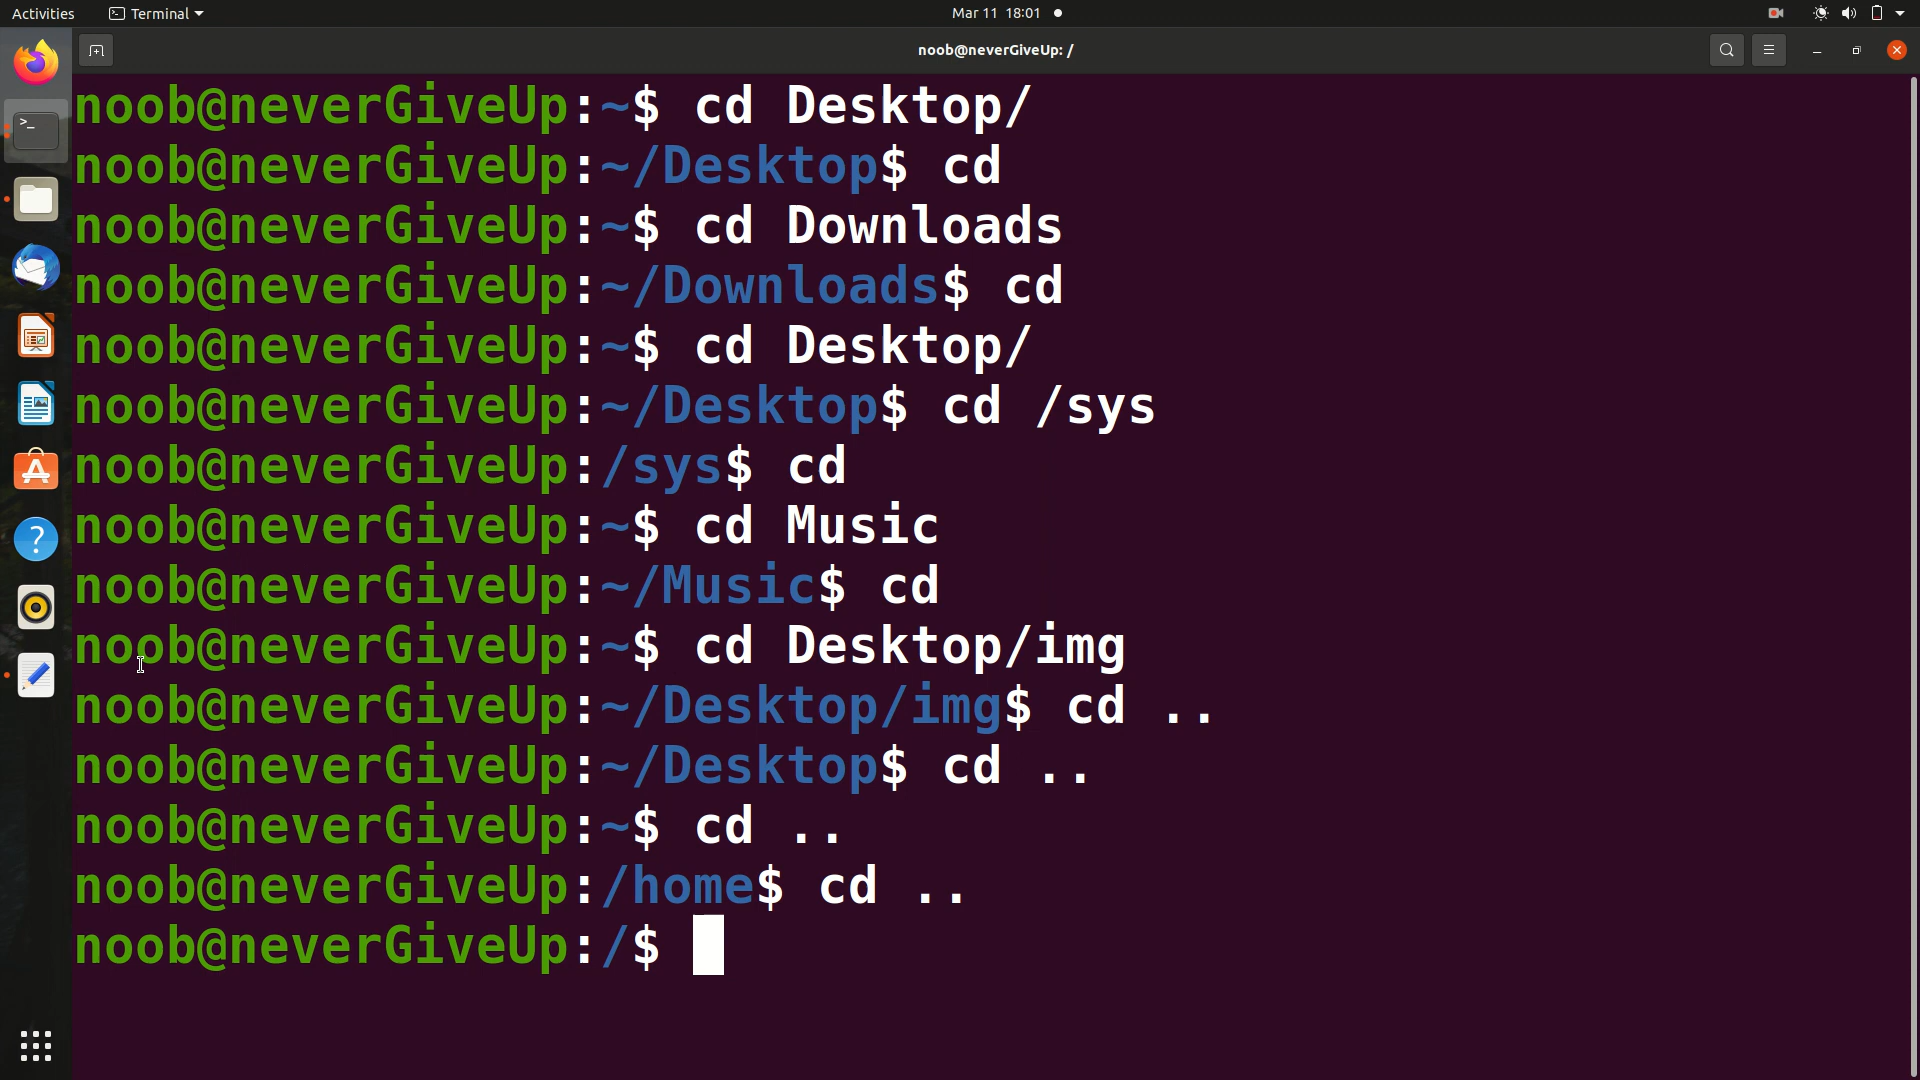 Activities Terminal Mar 11 18:01
noob@neverGiveUp: /
noob@neverGiveUp:~$ cd Desktop/
noob@neverGiveUp:~/Desktop$ cd
noob@neverGiveUp:~$ cd Downloads
noob@neverGiveUp:~/Downloads$ cd
noob@neverGiveUp:~$ cd Desktop/
noob@neverGiveUp:~/Desktop$ cd /sys
noob@neverGiveUp:/sys$ cd
noob@neverGiveUp:~$ cd Music
noob@neverGiveUp:~/Music$ cd
noob@neverGiveUp:~$ cd Desktop/img
noob@neverGiveUp:~/Desktop/img$ cd ..
noob@neverGiveUp:~/Desktop$ cd ..
noob@neverGiveUp:~$ cd ..
noob@neverGiveUp:/home$ cd ..
noob@neverGiveUp:/$